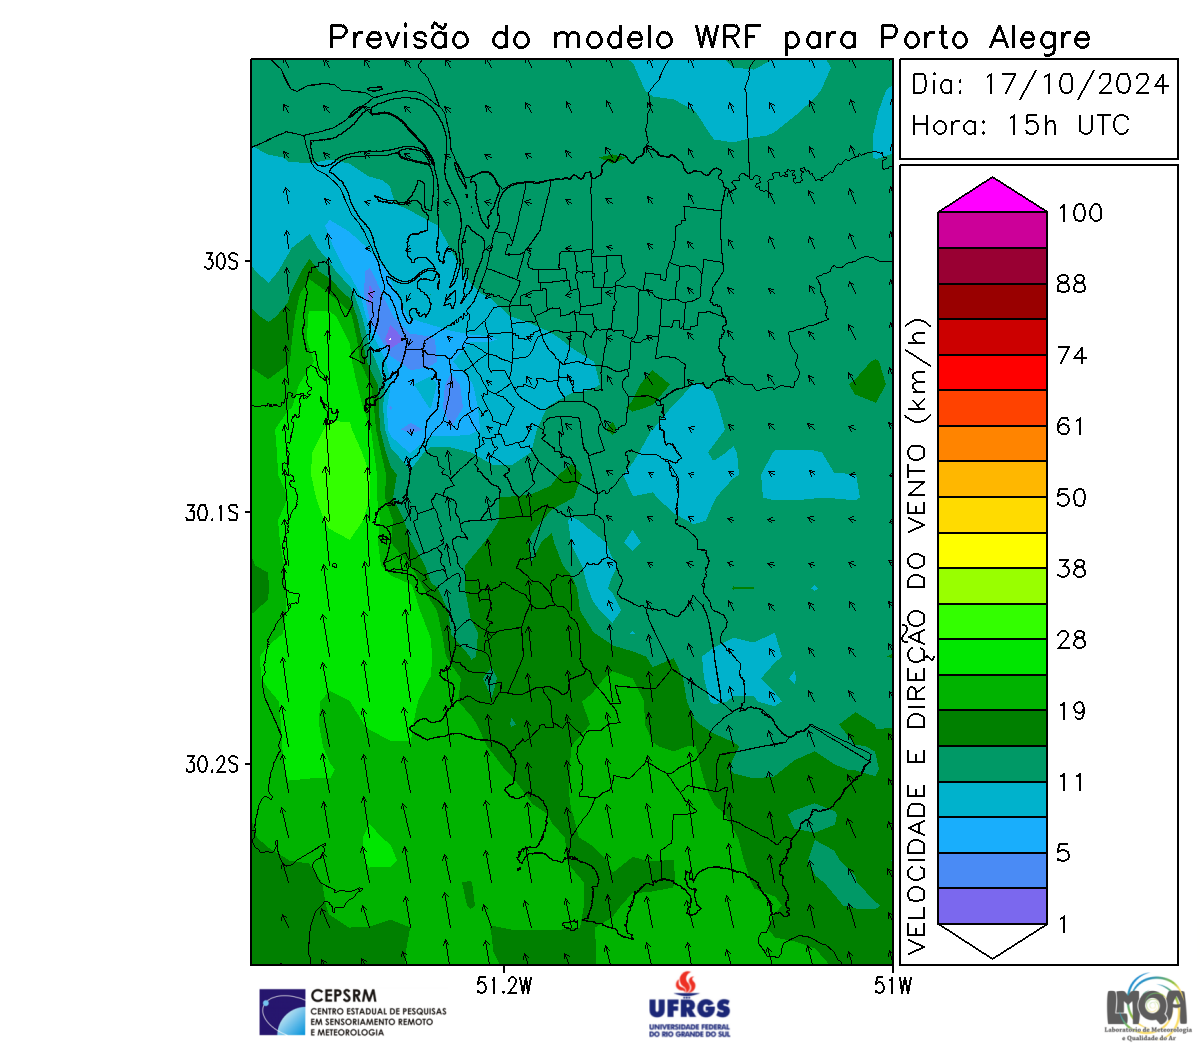 Previsão do modelo WRF para Porto Alegre
Dia: 17/10/2024
Hora: 15h UTC
30S
30.1S
30.2S
51.2W
51W
VELOCIDADE E DIREÇÃO DO VENTO (km/h)
100
88
74
61
50
38
28
19
11
5
1
CEPSRM
CENTRO ESTADUAL DE PESQUISAS
EM SENSORIAMENTO REMOTO
E METEOROLOGIA
UFRGS
UNIVERSIDADE FEDERAL
DO RIO GRANDE DO SUL
LMQA
Laboratório de Meteorologia
e Qualidade do Ar